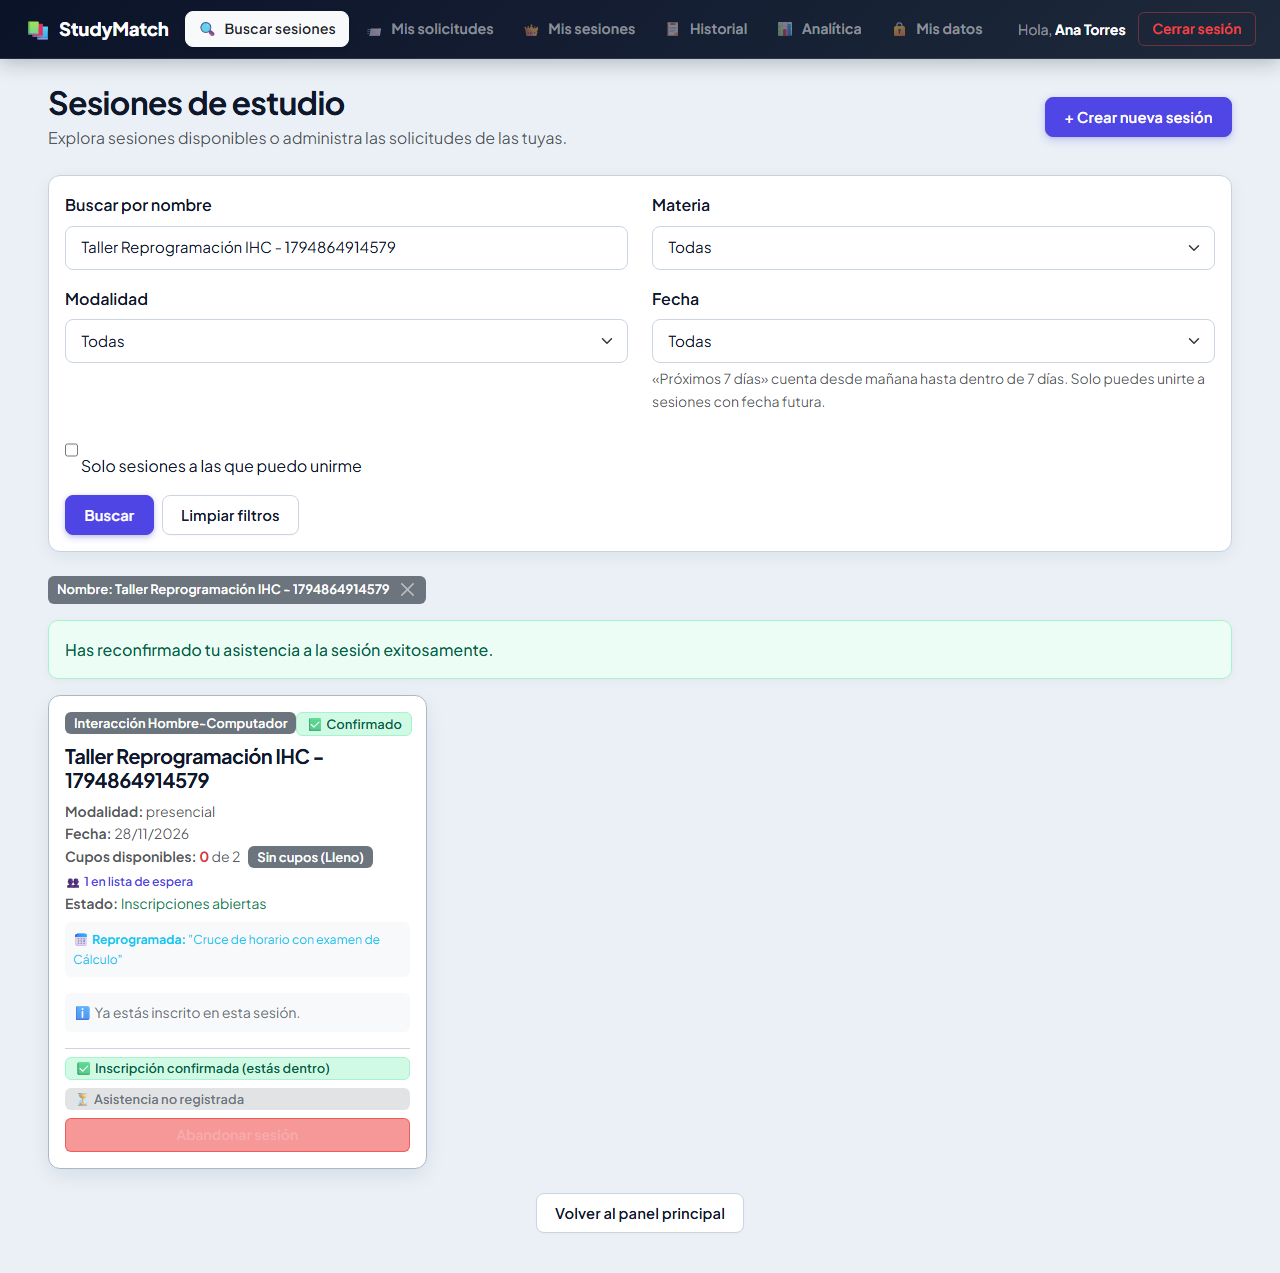 StudyMatch
Buscar sesiones
Mis solicitudes
Mis sesiones
Historial
Analítica
Mis datos
Hola, Ana Torres
Cerrar sesión
Sesiones de estudio
Explora sesiones disponibles o administra las solicitudes de las tuyas.
+ Crear nueva sesión
Buscar por nombre
Taller Reprogramación IHC - 1794864914579
Materia
Todas
Modalidad
Todas
Fecha
Todas
«Próximos 7 días» cuenta desde mañana hasta dentro de 7 días. Solo puedes unirte a
sesiones con fecha futura.
Solo sesiones a las que puedo unirme
Buscar
Limpiar filtros
Nombre: Taller Reprogramación IHC - 1794864914579
Has reconfirmado tu asistencia a la sesión exitosamente.
Interacción Hombre-Computador
Confirmado
Taller Reprogramación IHC -
1794864914579
Modalidad: presencial
Fecha: 28/11/2026
Cupos disponibles: 0 de 2 Sin cupos (Lleno)
1 en lista de espera
Estado: Inscripciones abiertas
Reprogramada: "Cruce de horario con examen de
Cálculo"
Ya estás inscrito en esta sesión.
Inscripción confirmada (estás dentro)
Asistencia no registrada
Abandonar sesión
Volver al panel principal